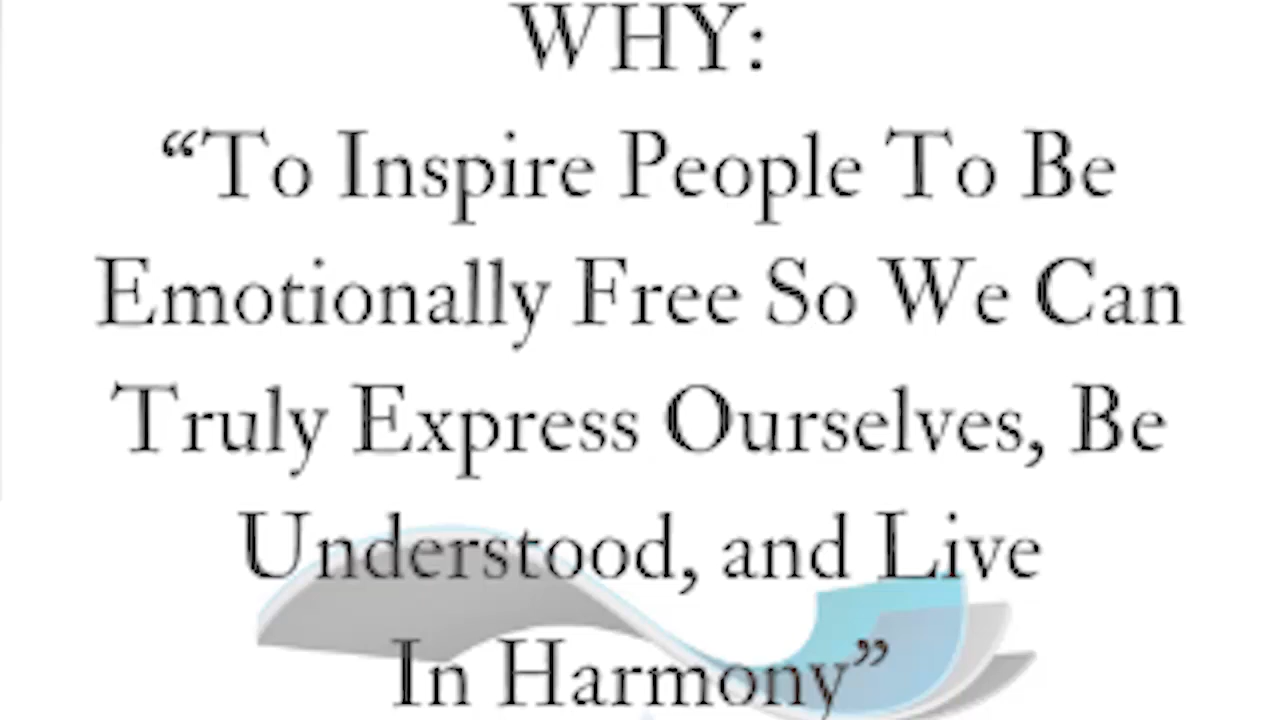 WHY:
“To Inspire People To Be
Emotionally Free So We Can
Truly Express Ourselves, Be
Understood, and Live
In Harmony”